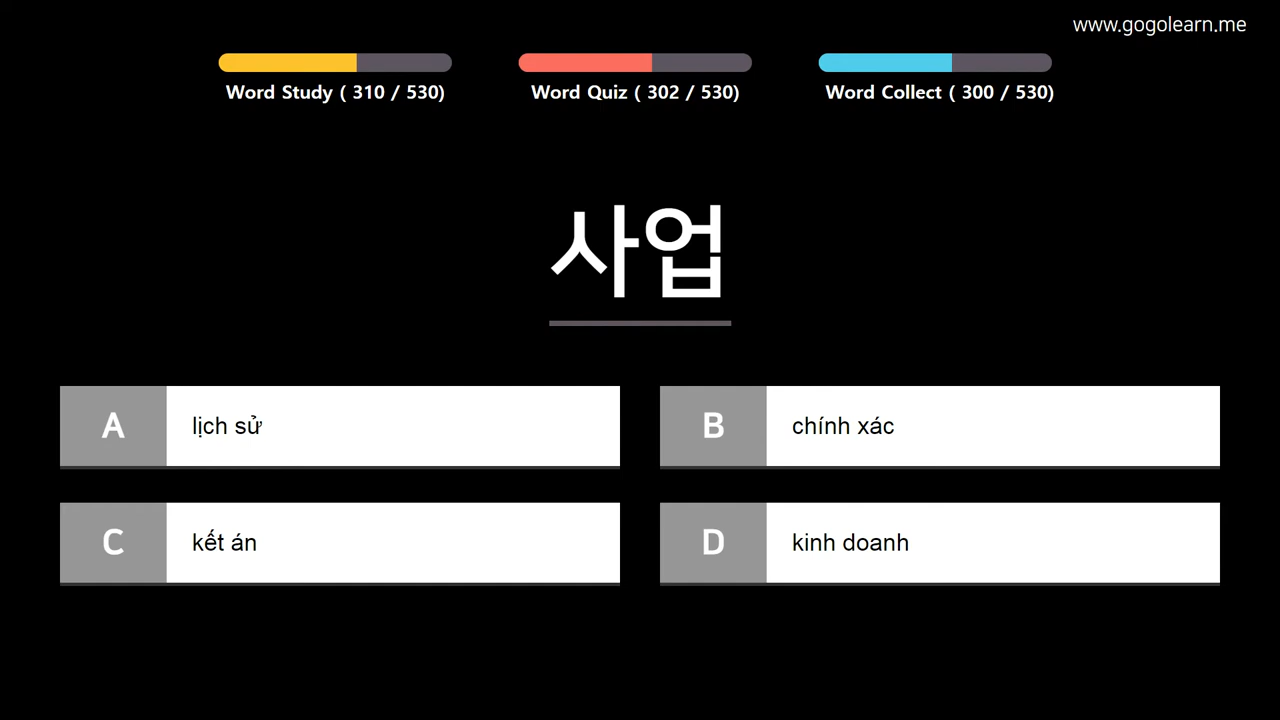 www.gogolearn.me
Word Study ( 310 / 530)
Word Quiz ( 302 / 530)
Word Collect ( 300 / 530)
사업
A lịch sử
B chính xác
C kết án
D kinh doanh